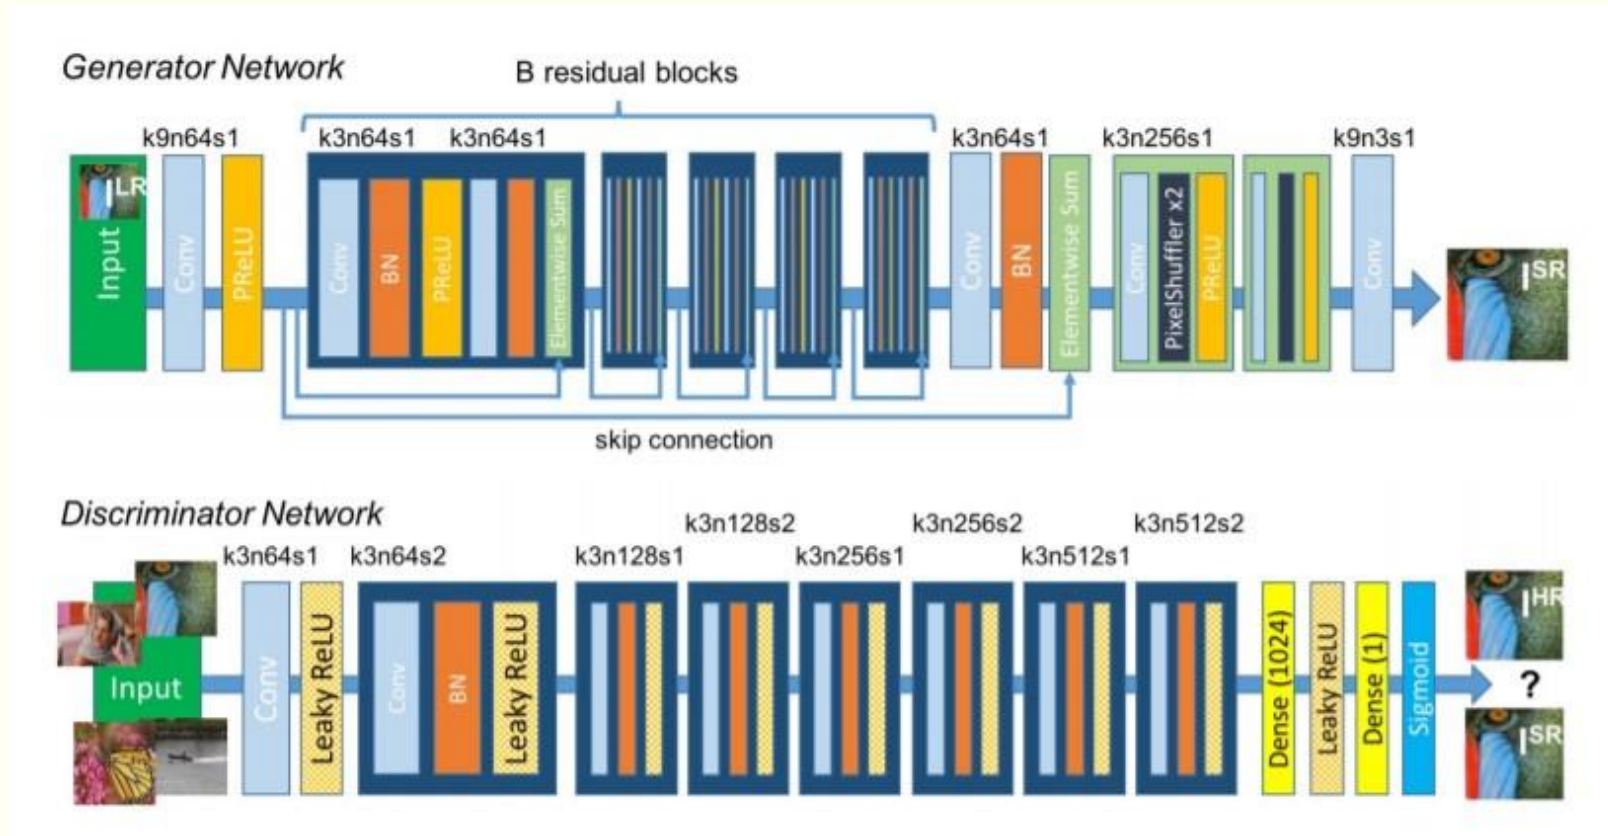 Generator Network
B residual blocks
k9n64s1
k3n64s1
k3n64s1
k3n64s1
k3n256s1
k9n3s1
I LR
Input
Conv
PReLU
Conv
BN
PReLU
Elementwise Sum
Conv
BN
Elementwise Sum
Conv
PixelShuffler x2
PReLU
Conv
I SR
skip connection
Discriminator Network
k3n128s2
k3n256s2
k3n512s2
k3n64s1
k3n64s2
k3n128s1
k3n256s1
k3n512s1
Input
Conv
Leaky ReLU
Conv
BN
Leaky ReLU
Dense (1024)
Leaky ReLU
Dense (1)
Sigmoid
I HR
?
I SR